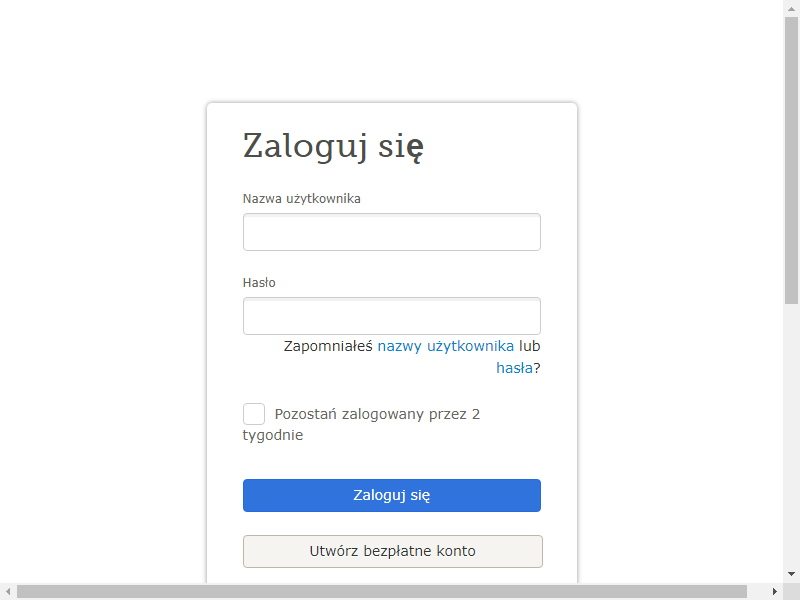 Zaloguj się
Nazwa użytkownika
Hasło
Zapomniałeś nazwy użytkownika lub
hasła?
Pozostań zalogowany przez 2
tygodnie
Zaloguj się
Utwórz bezpłatne konto